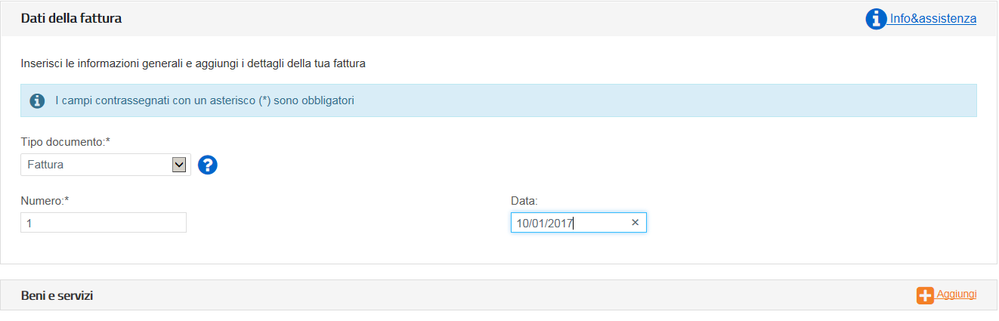 Dati della fattura
Info&assistenza
Inserisci le informazioni generali e aggiungi i dettagli della tua fattura
I campi contrassegnati con un asterisco (*) sono obbligatori
Tipo documento:*
Fattura
Numero:*
Data:
1
10/01/2017
Beni e servizi
Aggiungi